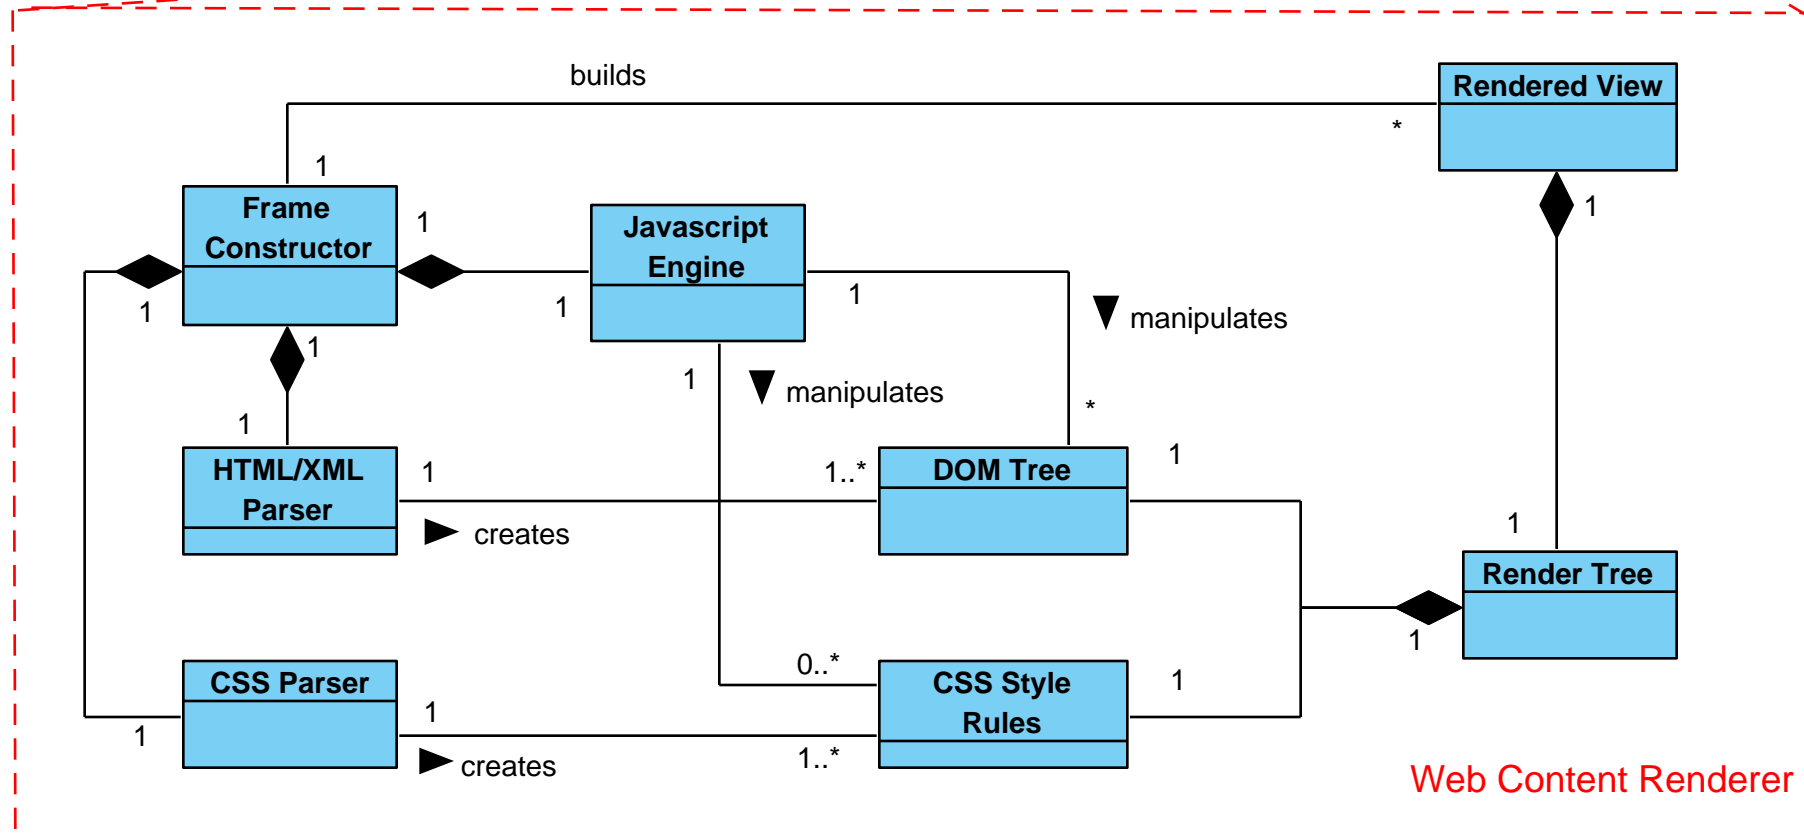 builds
Rendered View
*
1
Frame
Constructor
1
1
Javascript
Engine
1
1
1
manipulates
1
1
1
manipulates
*
1
HTML/XML
Parser
1
1..*
DOM Tree
1
creates
1
Render Tree
1
CSS Parser
1
1
0..*
CSS Style
Rules
1
1..*
creates
Web Content Renderer